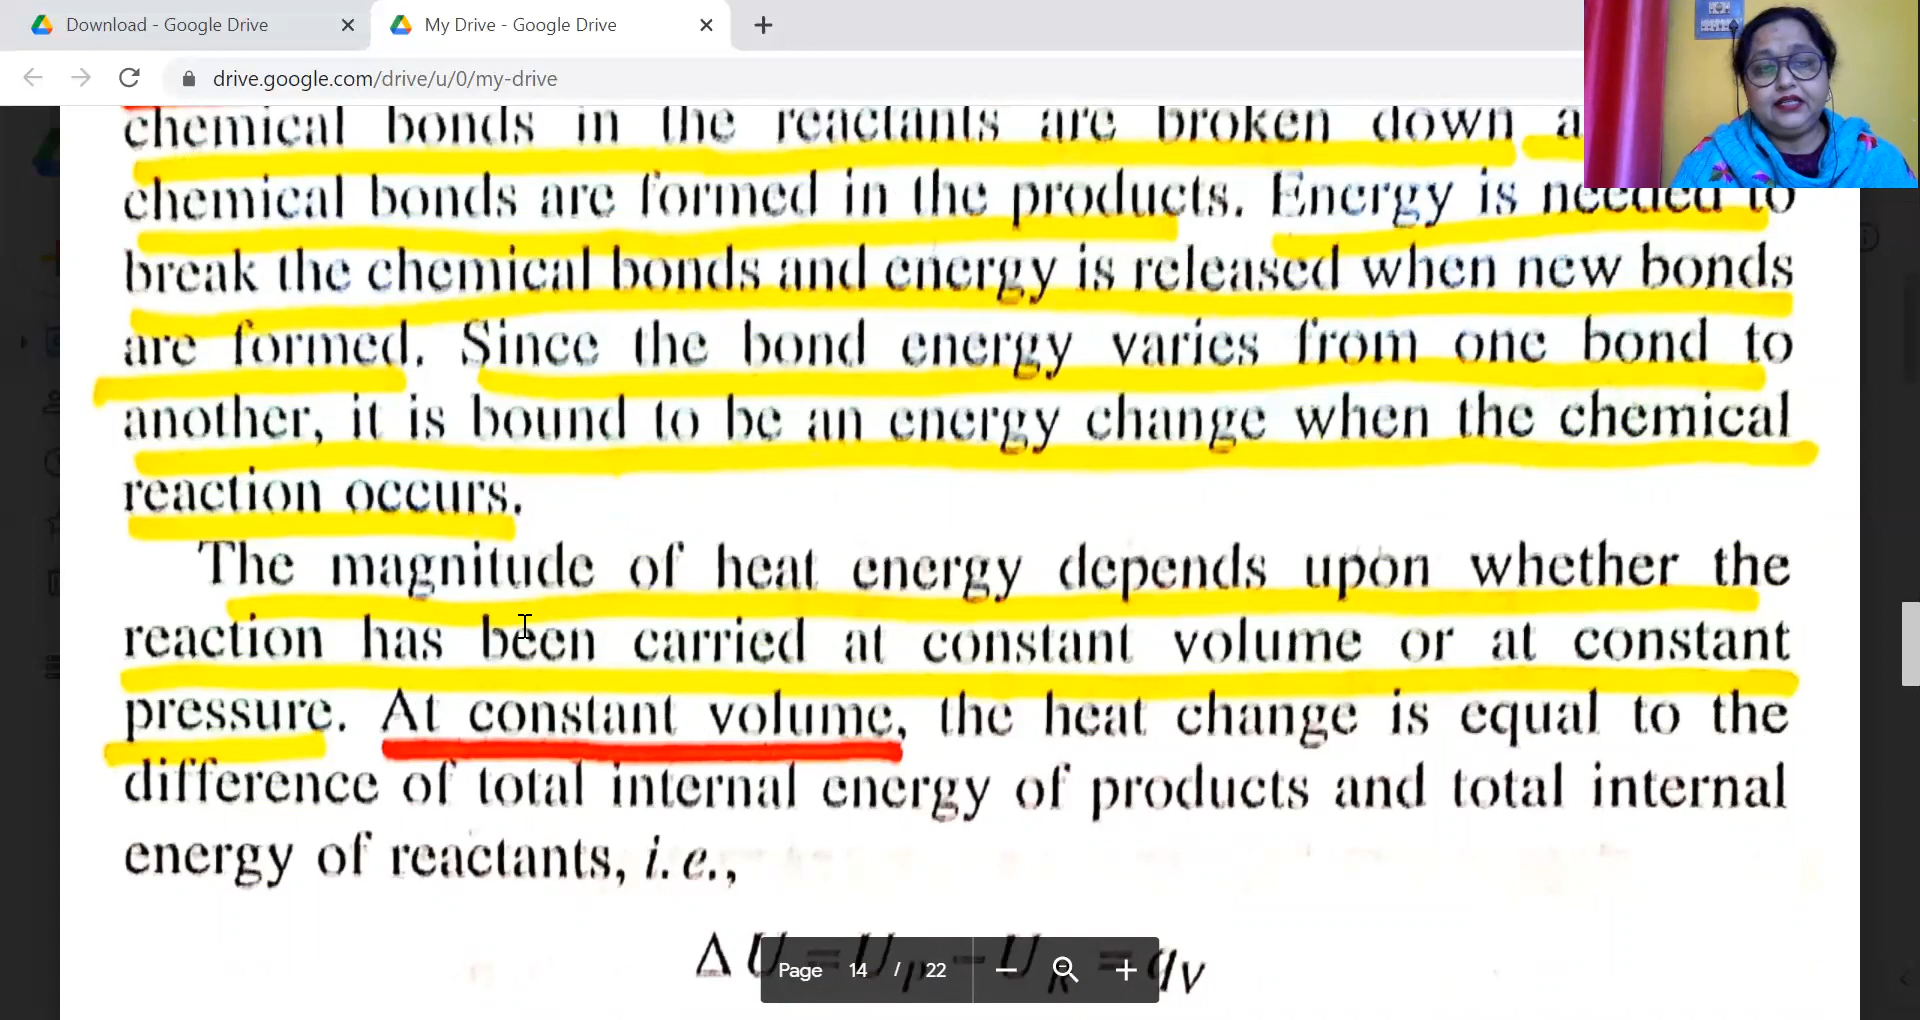 Download - Google Drive
My Drive - Google Drive
drive.google.com/drive/u/0/my-drive
chemical bonds in the reactants are broken down
chemical bonds are formed in the products. Energy is needed to
break the chemical bonds and energy is released when new bonds
are formed. Since the bond energy varies from one bond to
another, it is bound to be an energy change when the chemical
reaction occurs.
The magnitude of heat energy depends upon whether the
reaction has been carried at constant volume or at constant
pressure. At constant volume, the heat change is equal to the
difference of total internal energy of products and total internal
energy of reactants, i.e.,
Δ U = U_P − U_R = q_V
Page 14 / 22